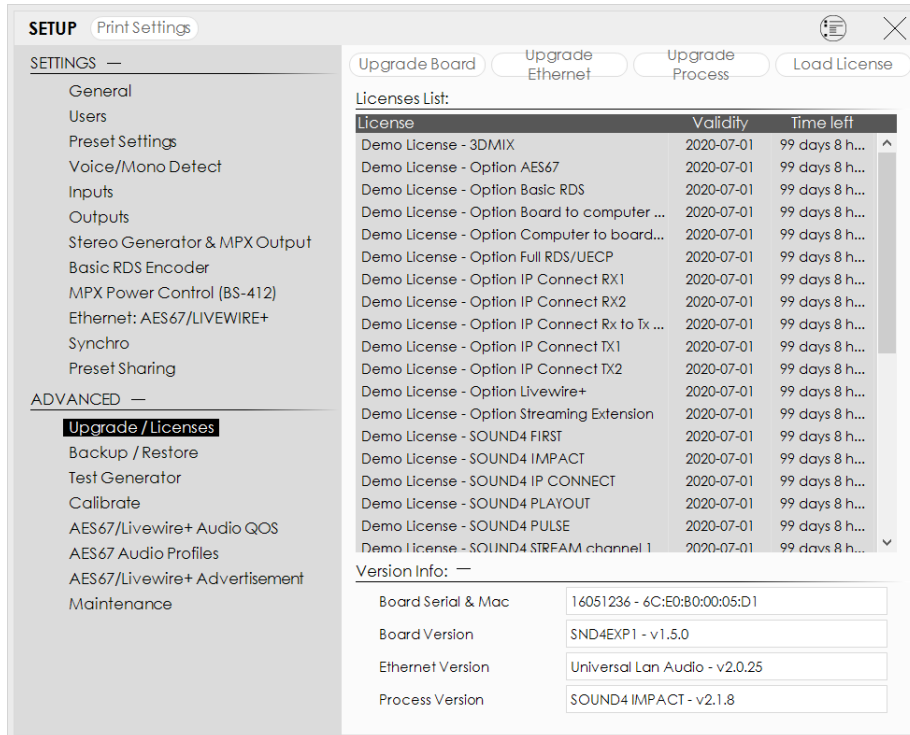 SETUP Print Settings
SETTINGS —
General
Users
Preset Settings
Voice/Mono Detect
Inputs
Outputs
Stereo Generator & MPX Output
Basic RDS Encoder
MPX Power Control (BS-412)
Ethernet: AES67/LIVEWIRE+
Synchro
Preset Sharing
ADVANCED —
Upgrade / Licenses
Backup / Restore
Test Generator
Calibrate
AES67/Livewire+ Audio QOS
AES67 Audio Profiles
AES67/Livewire+ Advertisement
Maintenance
Upgrade Board
Upgrade Ethernet
Upgrade Process
Load License
Licenses List:
License Validity Time left
Demo License - 3DMIX 2020-07-01 99 days 8 h...
Demo License - Option AES67 2020-07-01 99 days 8 h...
Demo License - Option Basic RDS 2020-07-01 99 days 8 h...
Demo License - Option Board to computer ... 2020-07-01 99 days 8 h...
Demo License - Option Computer to board... 2020-07-01 99 days 8 h...
Demo License - Option Full RDS/UECP 2020-07-01 99 days 8 h...
Demo License - Option IP Connect RX1 2020-07-01 99 days 8 h...
Demo License - Option IP Connect RX2 2020-07-01 99 days 8 h...
Demo License - Option IP Connect Rx to Tx ... 2020-07-01 99 days 8 h...
Demo License - Option IP Connect TX1 2020-07-01 99 days 8 h...
Demo License - Option IP Connect TX2 2020-07-01 99 days 8 h...
Demo License - Option Livewire+ 2020-07-01 99 days 8 h...
Demo License - Option Streaming Extension 2020-07-01 99 days 8 h...
Demo License - SOUND4 FIRST 2020-07-01 99 days 8 h...
Demo License - SOUND4 IMPACT 2020-07-01 99 days 8 h...
Demo License - SOUND4 IP CONNECT 2020-07-01 99 days 8 h...
Demo License - SOUND4 PLAYOUT 2020-07-01 99 days 8 h...
Demo License - SOUND4 PULSE 2020-07-01 99 days 8 h...
Demo License - SOUND4 STREAM channel 1 2020-07-01 99 days 8 h...
Version Info: —
Board Serial & Mac 16051236 - 6C:E0:B0:00:05:D1
Board Version SND4EXP1 - v1.5.0
Ethernet Version Universal Lan Audio - v2.0.25
Process Version SOUND4 IMPACT - v2.1.8